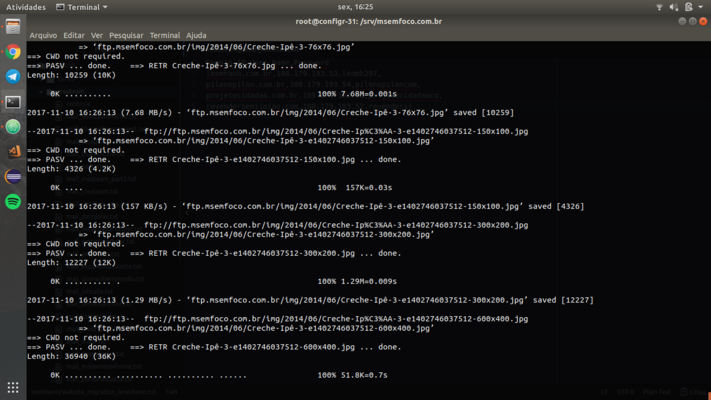 Atividades Terminal sex, 16:25
root@configr-31: /srv/msemfoco.com.br
Arquivo Editar Ver Pesquisar Terminal Ajuda
=> ‘ftp.msemfoco.com.br/img/2014/06/Creche-Ipê-3-76x76.jpg’
==> CWD not required.
==> PASV ... done. ==> RETR Creche-Ipê-3-76x76.jpg ... done.
Length: 10259 (10K)
0K .......... 100% 7.68M=0.001s
2017-11-10 16:26:13 (7.68 MB/s) - ‘ftp.msemfoco.com.br/img/2014/06/Creche-Ipê-3-76x76.jpg’ saved [10259]
--2017-11-10 16:26:13-- ftp://ftp.msemfoco.com.br/img/2014/06/Creche-Ip%C3%AA-3-e1402746037512-150x100.jpg
=> ‘ftp.msemfoco.com.br/img/2014/06/Creche-Ipê-3-e1402746037512-150x100.jpg’
==> CWD not required.
==> PASV ... done. ==> RETR Creche-Ipê-3-e1402746037512-150x100.jpg ... done.
Length: 4326 (4.2K)
0K .... 100% 157K=0.03s
2017-11-10 16:26:13 (157 KB/s) - ‘ftp.msemfoco.com.br/img/2014/06/Creche-Ipê-3-e1402746037512-150x100.jpg’ saved [4326]
--2017-11-10 16:26:13-- ftp://ftp.msemfoco.com.br/img/2014/06/Creche-Ip%C3%AA-3-e1402746037512-300x200.jpg
=> ‘ftp.msemfoco.com.br/img/2014/06/Creche-Ipê-3-e1402746037512-300x200.jpg’
==> CWD not required.
==> PASV ... done. ==> RETR Creche-Ipê-3-e1402746037512-300x200.jpg ... done.
Length: 12227 (12K)
0K .......... . 100% 1.29M=0.009s
2017-11-10 16:26:13 (1.29 MB/s) - ‘ftp.msemfoco.com.br/img/2014/06/Creche-Ipê-3-e1402746037512-300x200.jpg’ saved [12227]
--2017-11-10 16:26:13-- ftp://ftp.msemfoco.com.br/img/2014/06/Creche-Ip%C3%AA-3-e1402746037512-600x400.jpg
=> ‘ftp.msemfoco.com.br/img/2014/06/Creche-Ipê-3-e1402746037512-600x400.jpg’
==> CWD not required.
==> PASV ... done. ==> RETR Creche-Ipê-3-e1402746037512-600x400.jpg ... done.
Length: 36940 (36K)
0K .......... .......... .......... ...... 100% 51.8K=0.7s